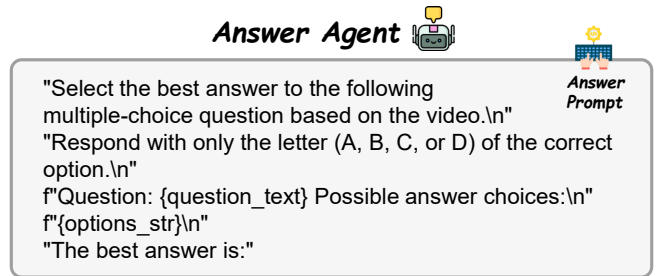 Answer Agent
Answer
Prompt
"Select the best answer to the following
multiple-choice question based on the video.\n"
"Respond with only the letter (A, B, C, or D) of the correct
option.\n"
f"Question: {question_text} Possible answer choices:\n"
f"{options_str}\n"
"The best answer is:"